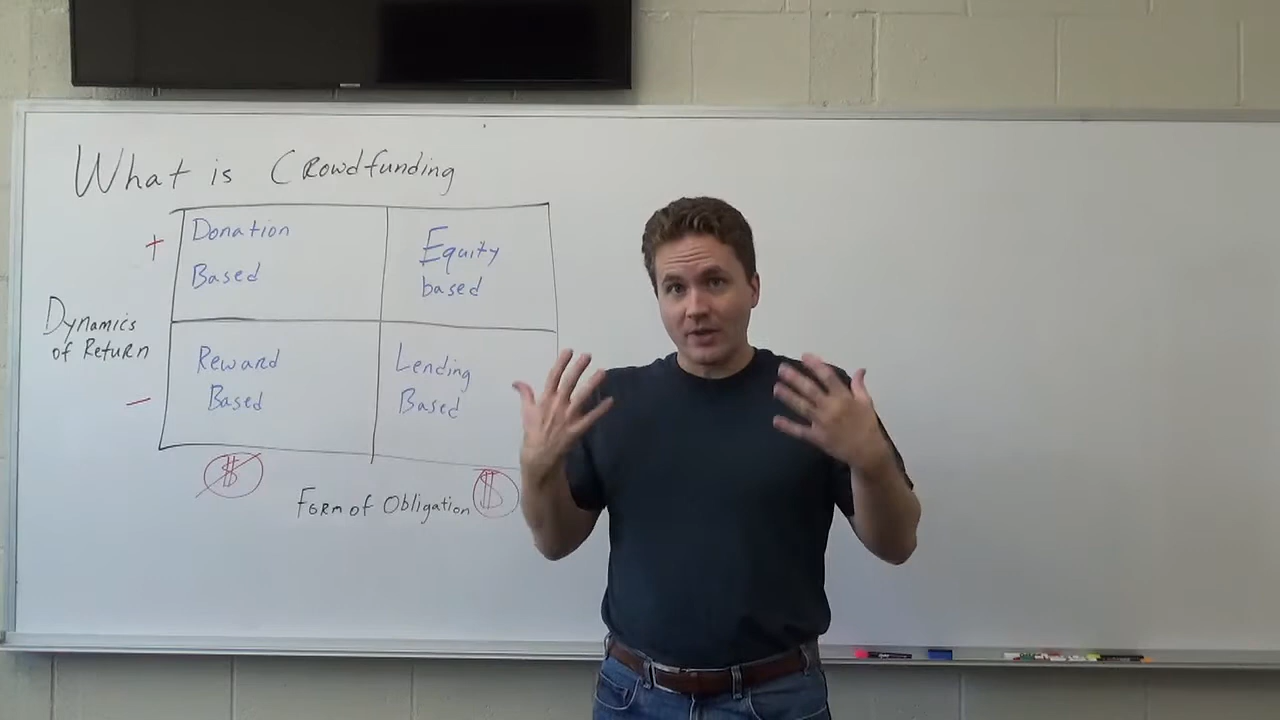 What is Crowdfunding
+
Donation
Based
Equity
based
Dynamics
of Return
Reward
Based
Lending
Based
-
$
Form of Obligation
$